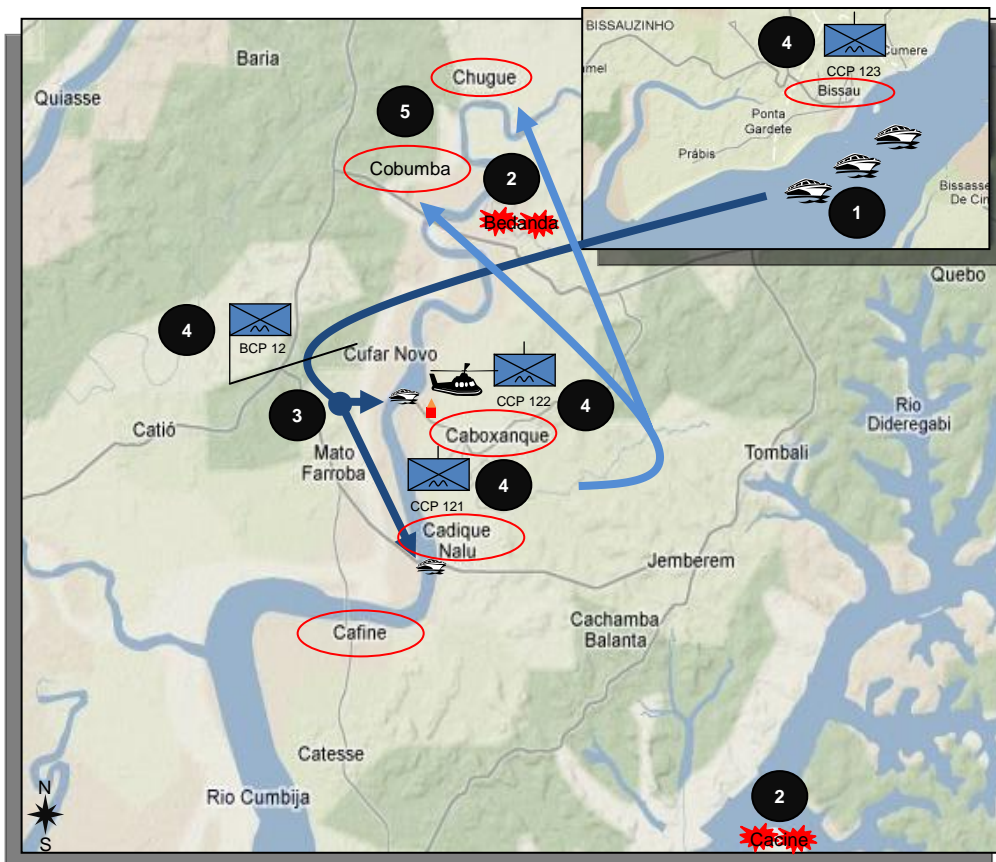 BISSAUZINHO
4
Cumere
mel
CCP 123
Bissau
Ponta
Gardete
Prábis
Bissasse
De Cin
1
Baria
Chugue
Quiasse
5
Cobumba
2
Bedanda
Quebo
4
BCP 12
Cufar Novo
CCP 122
4
3
Caboxanque
Rio
Dideregabi
Catió
Mato
Farroba
Tombali
4
CCP 121
Cadique
Nalu
Jemberem
Cachamba
Balanta
Cafine
Catesse
Rio Cumbija
2
Cacine
N
S